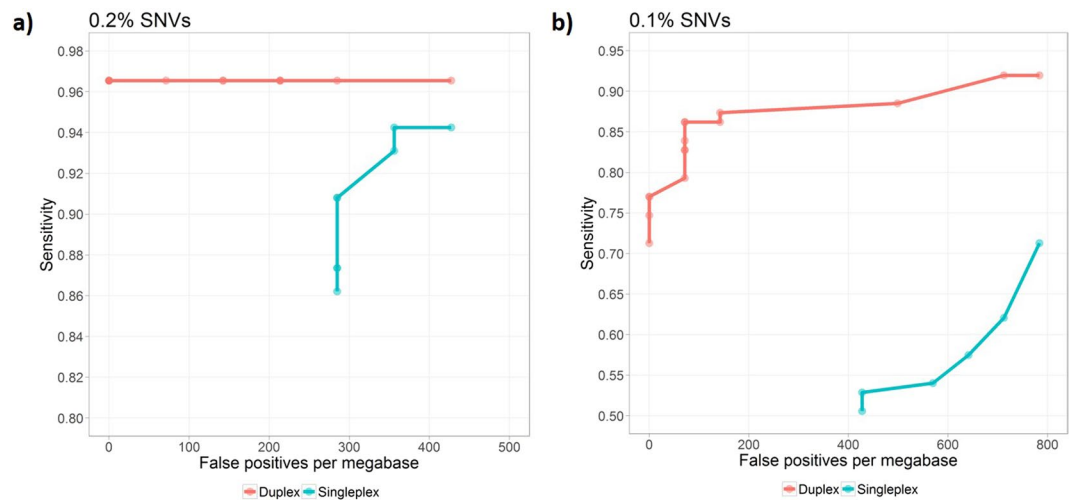 a)
0.2% SNVs
Sensitivity
0.98
0.96
0.94
0.92
0.90
0.88
0.86
0.84
0.82
0.80
0 100 200 300 400 500
False positives per megabase
Duplex Singleplex
b)
0.1% SNVs
Sensitivity
0.95
0.90
0.85
0.80
0.75
0.70
0.65
0.60
0.55
0.50
0 200 400 600 800
False positives per megabase
Duplex Singleplex